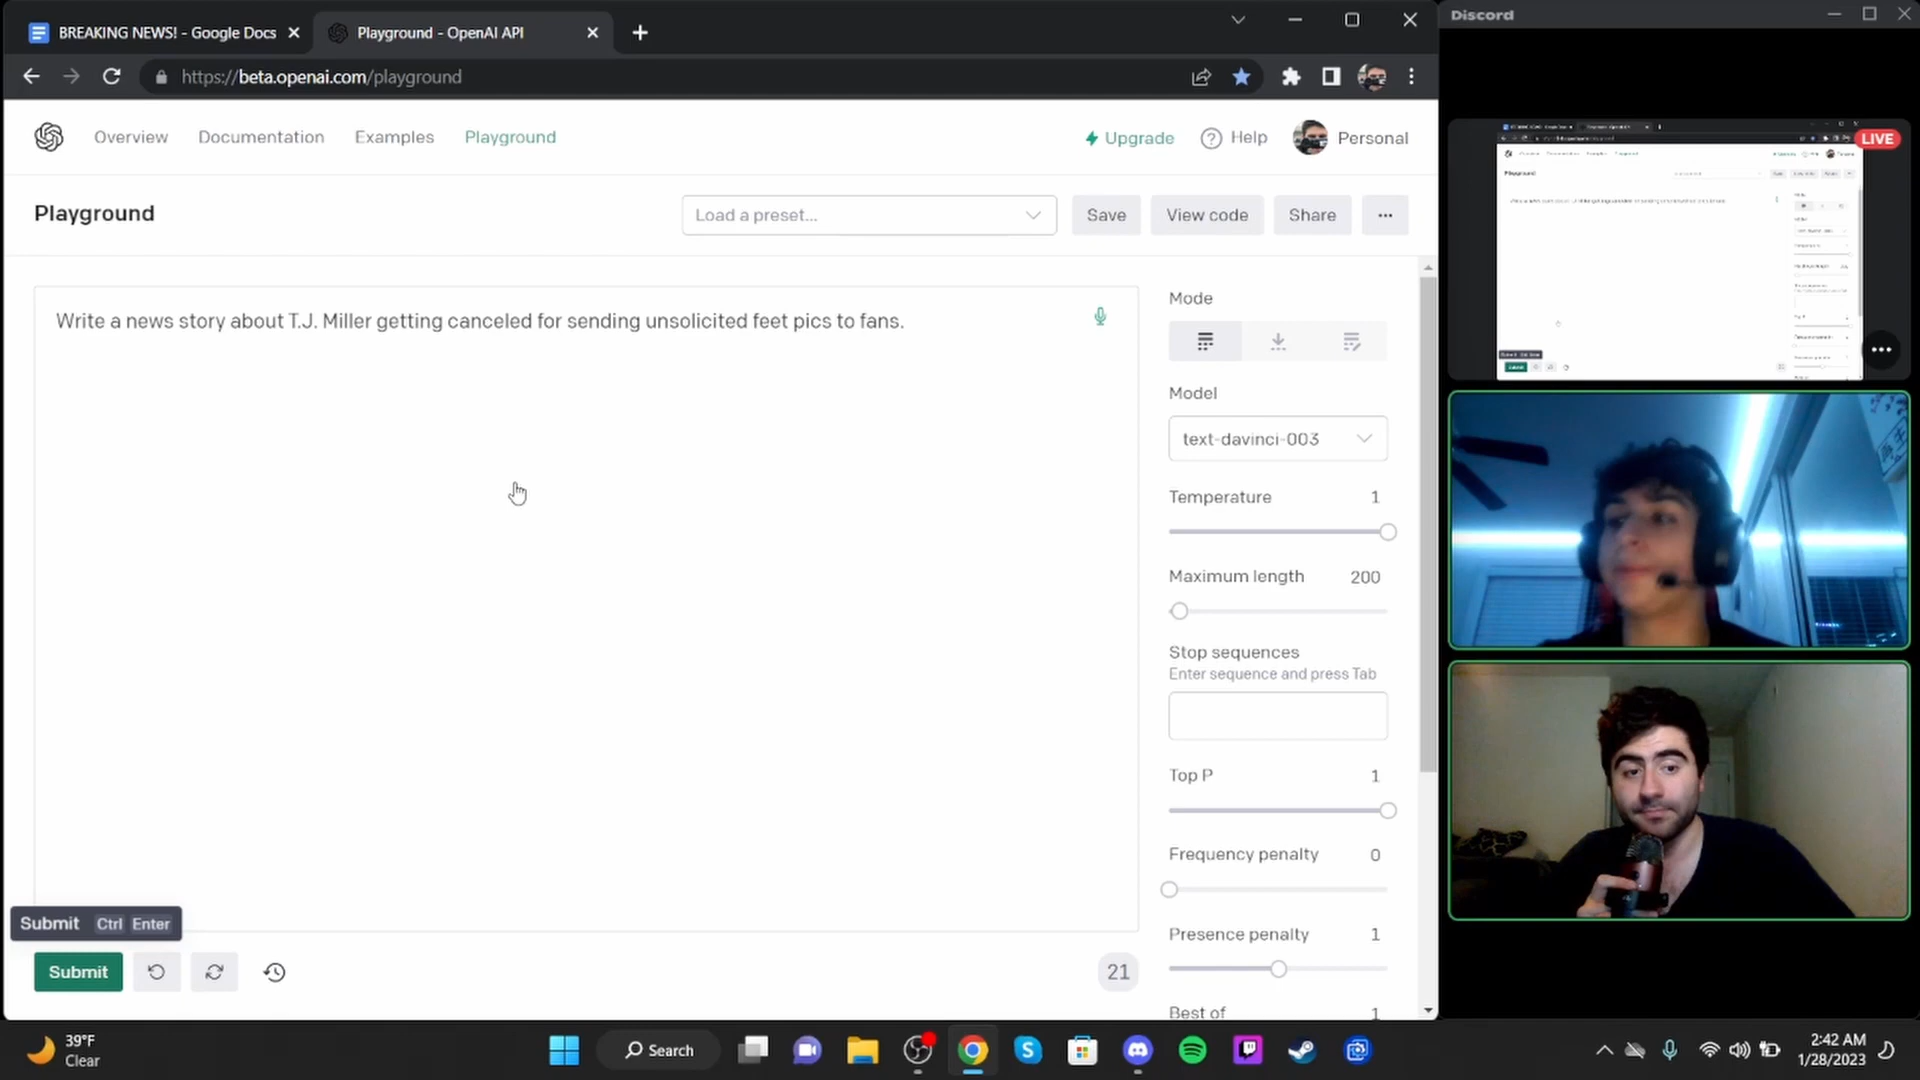 BREAKING NEWS! - Google Docs
Playground - OpenAI API
Discord
https://beta.openai.com/playground
Overview
Documentation
Examples
Playground
Upgrade
Help
Personal
LIVE
Playground
Load a preset...
Save
View code
Share
Write a news story about T.J. Miller getting canceled for sending unsolicited feet pics to fans.
Mode
Model
text-davinci-003
Temperature 1
Maximum length 200
Stop sequences
Enter sequence and press Tab
Top P 1
Frequency penalty 0
Presence penalty 1
Best of 1
Submit Ctrl Enter
Submit
21
39°F
Clear
Search
2:42 AM
1/28/2023